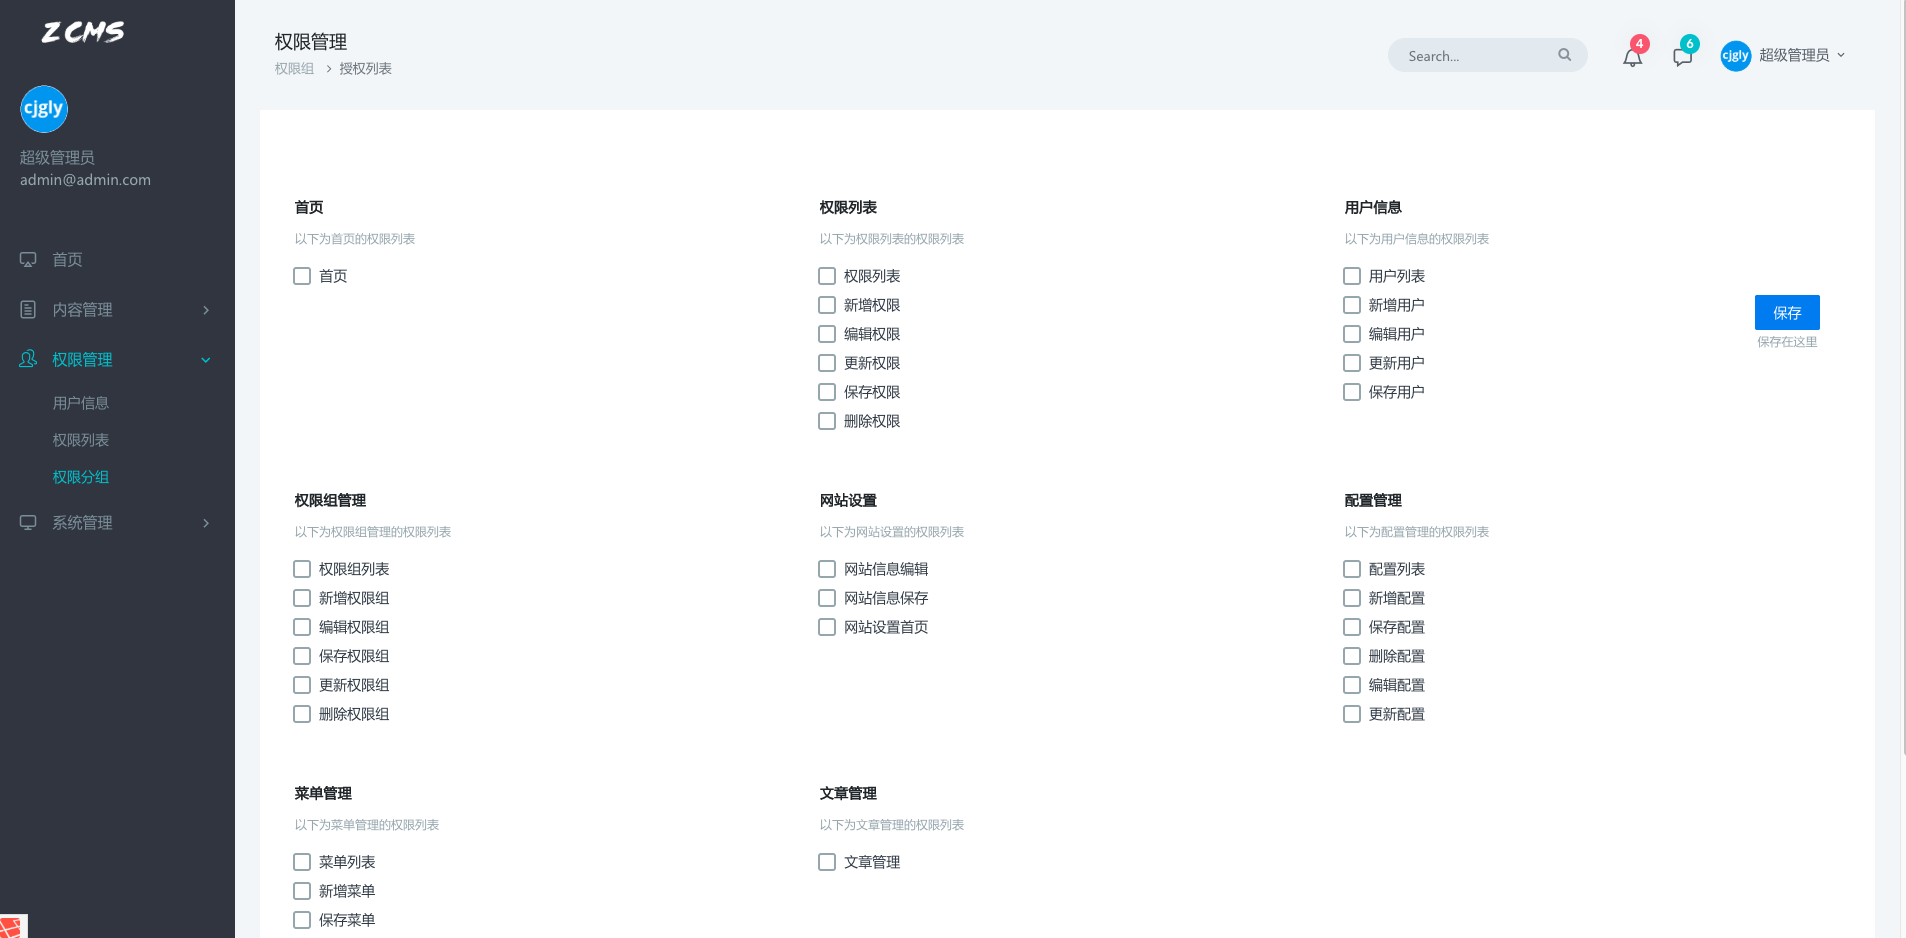 ZCMS
cjgly
超级管理员
admin@admin.com
首页
内容管理
权限管理
用户信息
权限列表
权限分组
系统管理
权限管理
权限组 > 授权列表
Search...
4
6
cjgly 超级管理员
首页
以下为首页的权限列表
首页
权限列表
以下为权限列表的权限列表
权限列表
新增权限
编辑权限
更新权限
保存权限
删除权限
用户信息
以下为用户信息的权限列表
用户列表
新增用户
编辑用户
更新用户
保存用户
保存
保存在这里
权限组管理
以下为权限组管理的权限列表
权限组列表
新增权限组
编辑权限组
保存权限组
更新权限组
删除权限组
网站设置
以下为网站设置的权限列表
网站信息编辑
网站信息保存
网站设置首页
配置管理
以下为配置管理的权限列表
配置列表
新增配置
保存配置
删除配置
编辑配置
更新配置
菜单管理
以下为菜单管理的权限列表
菜单列表
新增菜单
保存菜单
文章管理
以下为文章管理的权限列表
文章管理